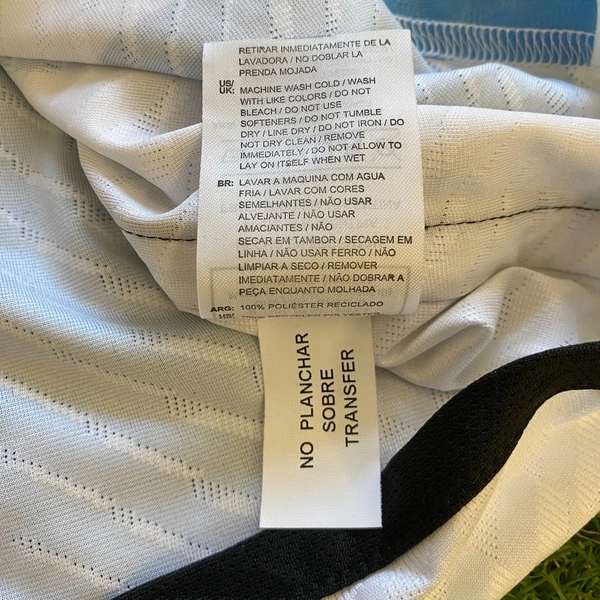 RETIRAR INMEDIATAMENTE DE LA
LAVADORA / NO DOBLAR LA
PRENDA MOJADA
US/
UK: MACHINE WASH COLD / WASH
WITH LIKE COLORS / DO NOT
BLEACH / DO NOT USE
SOFTENERS / DO NOT TUMBLE
DRY / LINE DRY / DO NOT IRON / DO
NOT DRY CLEAN / REMOVE
IMMEDIATELY / DO NOT ALLOW TO
LAY ON ITSELF WHEN WET
BR: LAVAR A MAQUINA COM AGUA
FRIA / LAVAR COM CORES
SEMELHANTES / NÃO USAR
ALVEJANTE / NÃO USAR
AMACIANTES / NÃO
SECAR EM TAMBOR / SECAGEM EM
LINHA / NÃO USAR FERRO / NÃO
LIMPIAR A SECO / REMOVER
IMEDIATAMENTE / NÃO DOBRAR A
PEÇA ENQUANTO MOLHADA
ARG: 100% POLIÉSTER RECICLADO
NO PLANCHAR
SOBRE
TRANSFER